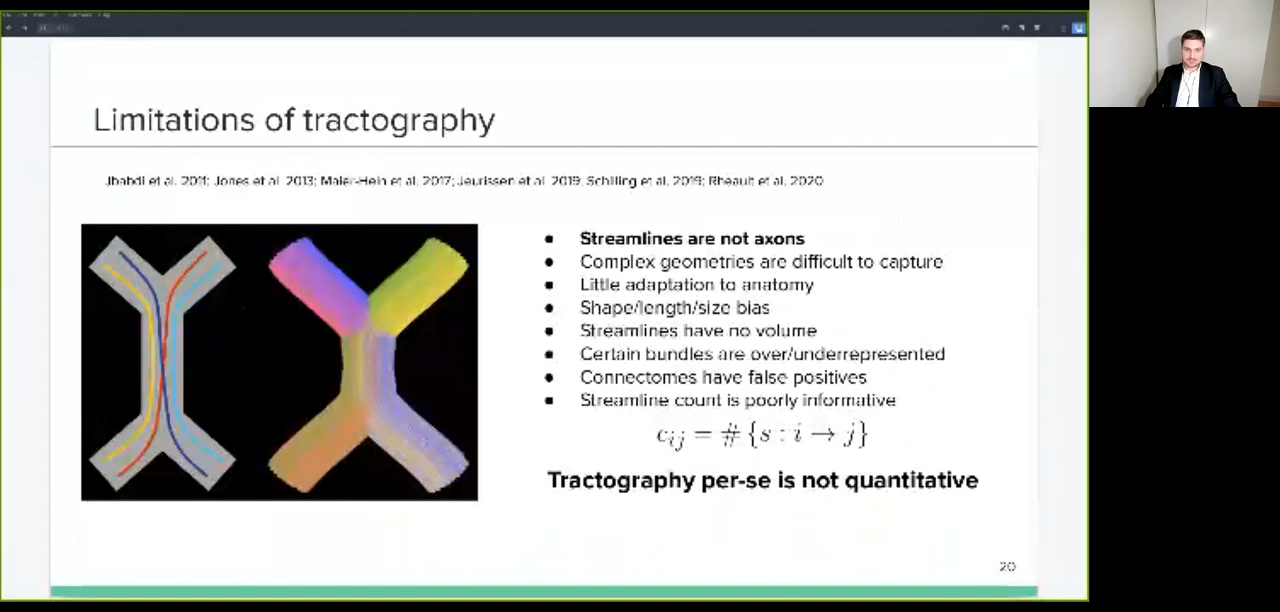 Limitations of tractography
Jbabdi et al. 2011; Jones et al. 2013; Maier-Hein et al. 2017; Jeurissen et al. 2019; Schilling et al. 2019; Rheault et al. 2020
• Streamlines are not axons
• Complex geometries are difficult to capture
• Little adaptation to anatomy
• Shape/length/size bias
• Streamlines have no volume
• Certain bundles are over/underrepresented
• Connectomes have false positives
• Streamline count is poorly informative
c_{ij} = # {s : i → j}
Tractography per-se is not quantitative
20